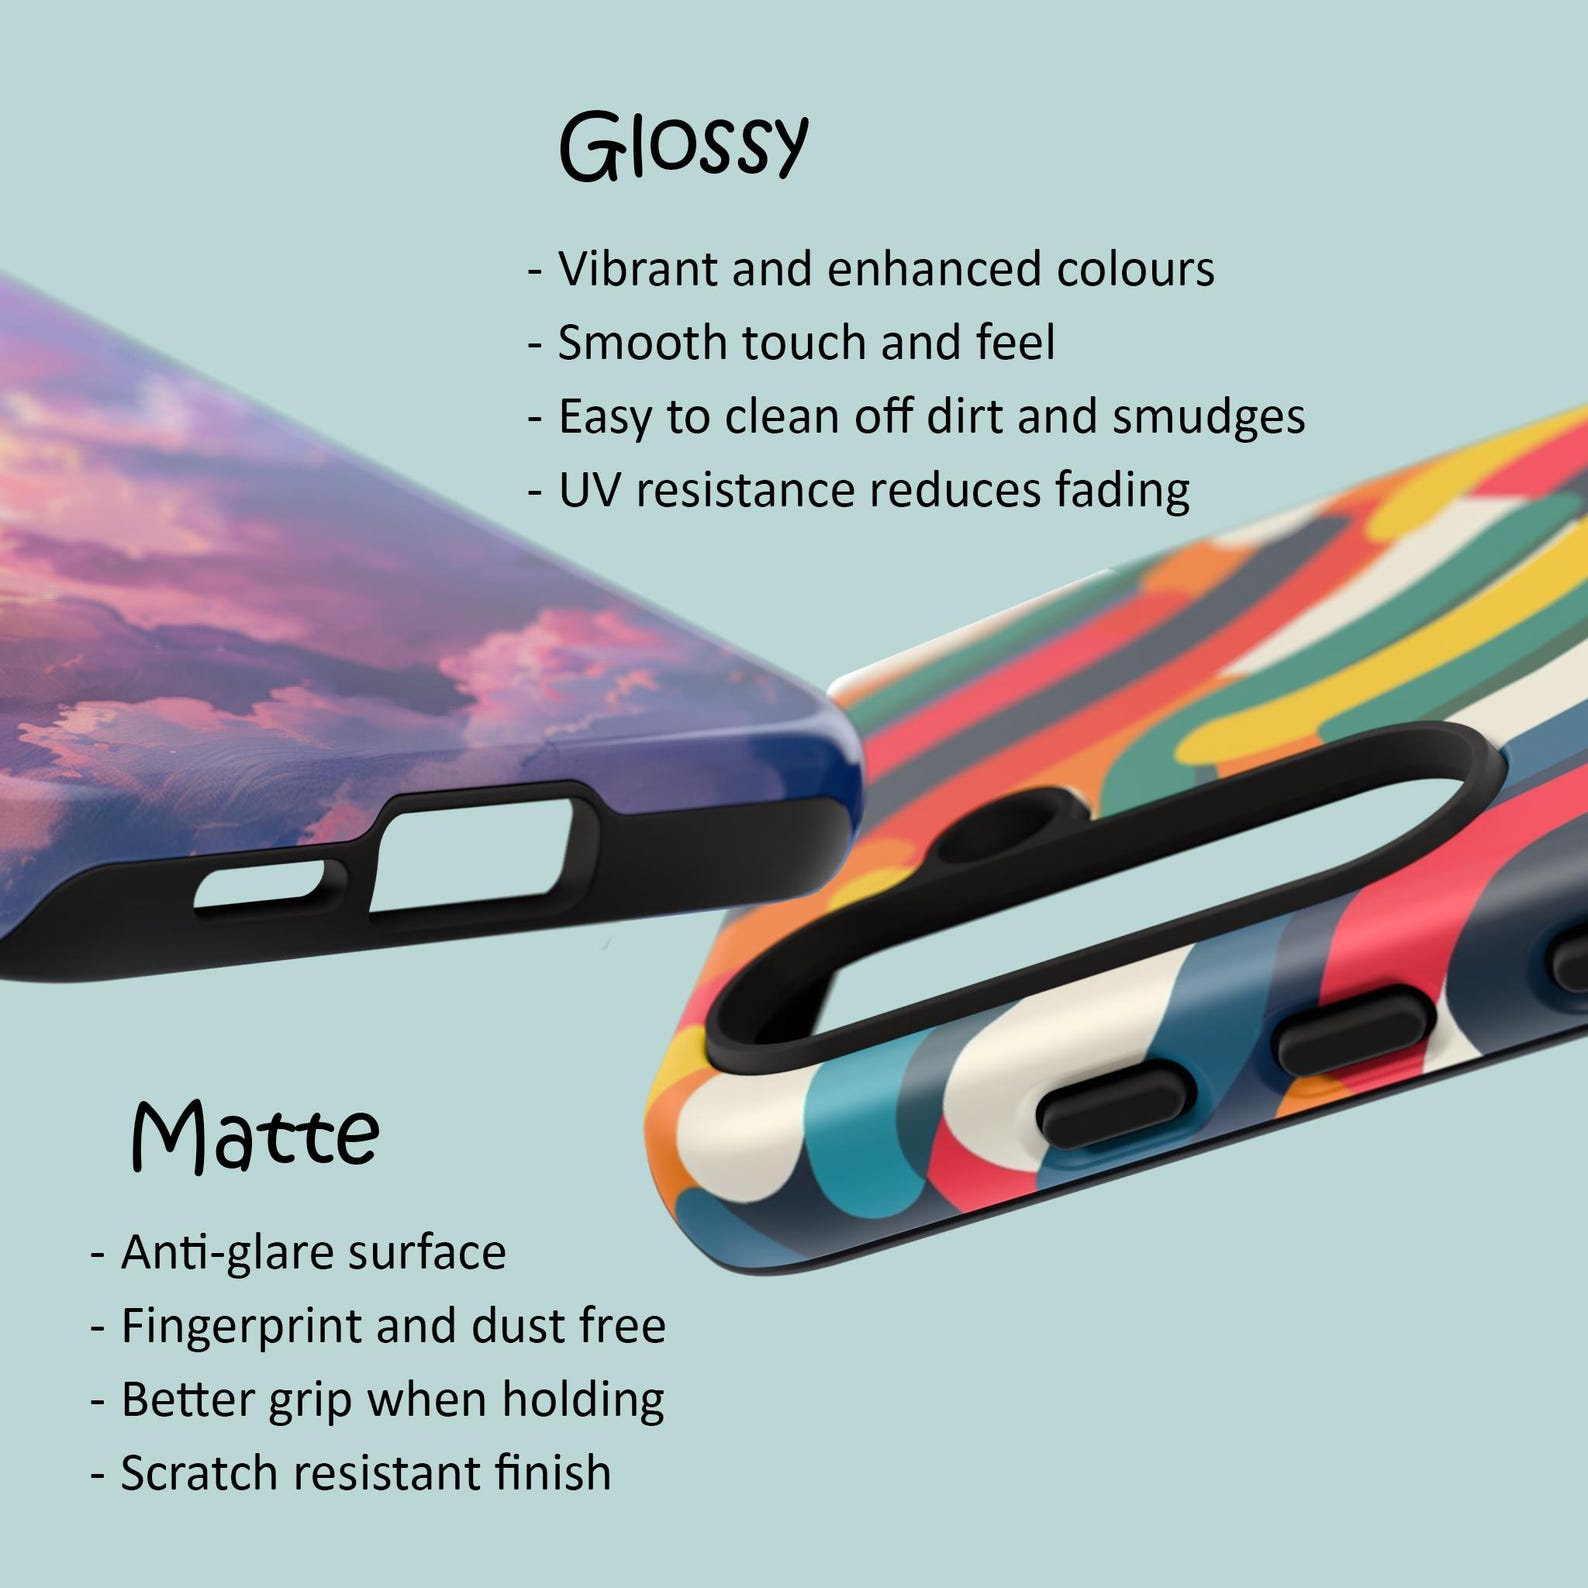 Glossy
- Vibrant and enhanced colours
- Smooth touch and feel
- Easy to clean off dirt and smudges
- UV resistance reduces fading
Matte
- Anti-glare surface
- Fingerprint and dust free
- Better grip when holding
- Scratch resistant finish